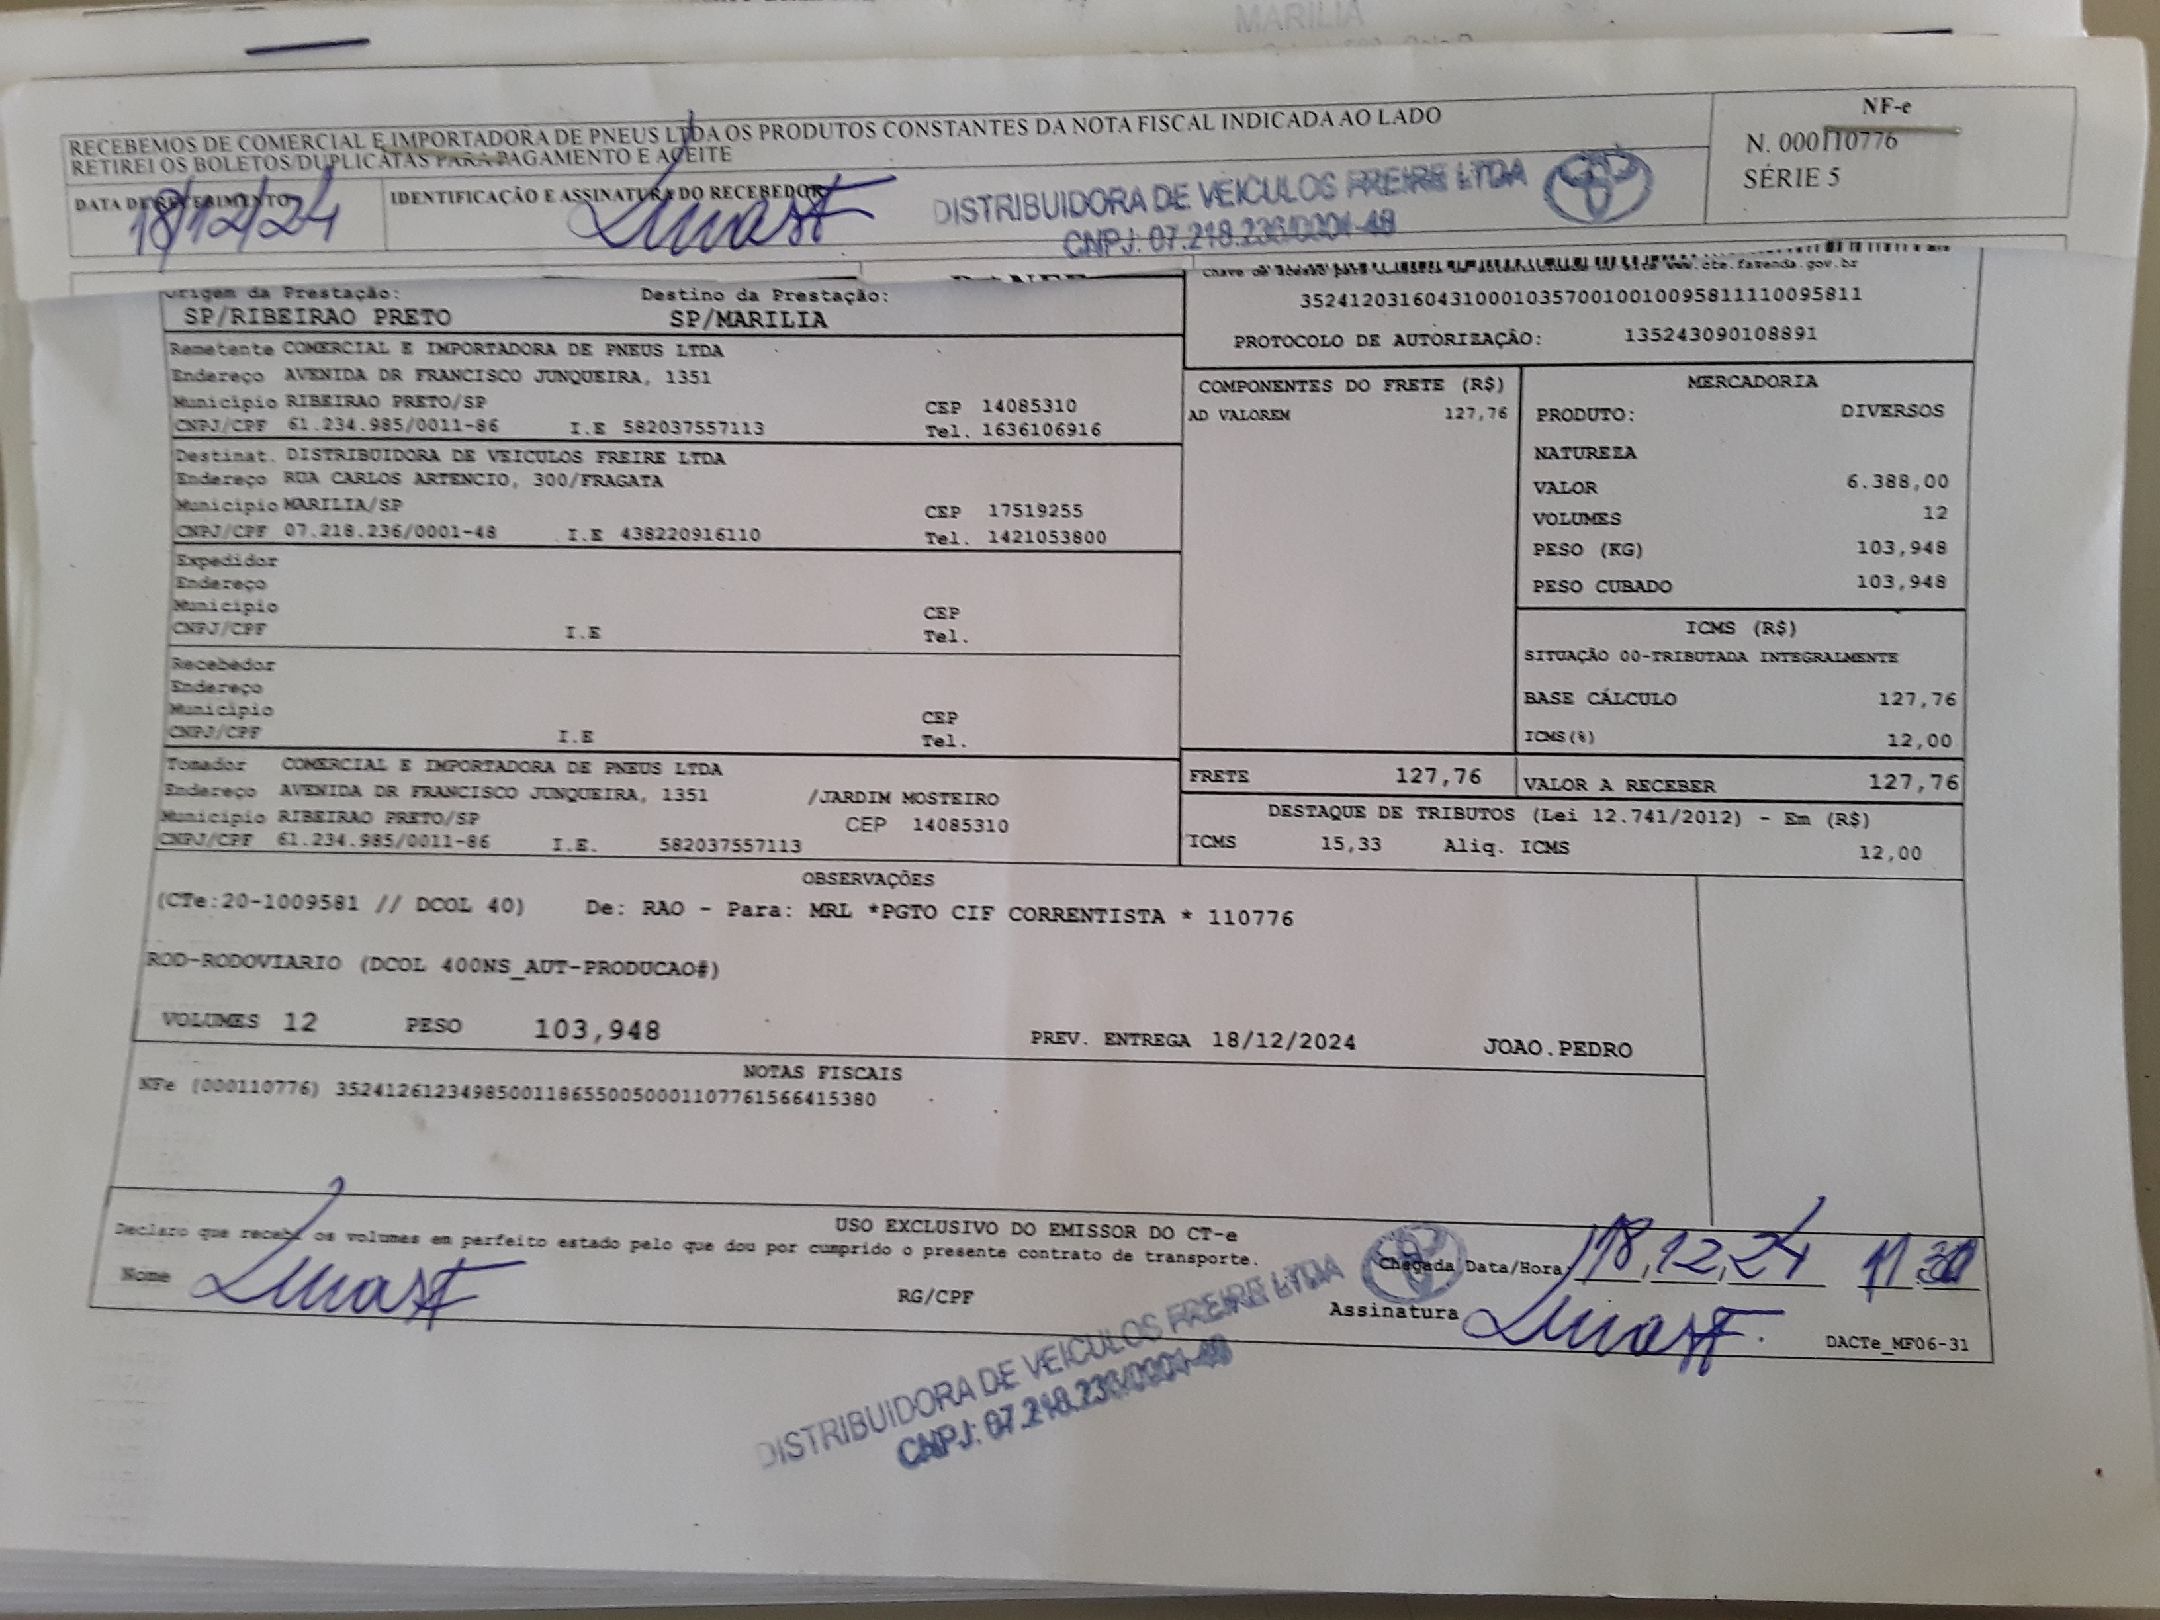 MARILIA
RECEBEMOS DE COMERCIAL E IMPORTADORA DE PNEUS LTDA OS PRODUTOS CONSTANTES DA NOTA FISCAL INDICADA AO LADO
RETIREI OS BOLETOS/DUPLICATAS PARA PAGAMENTO E ACEITE
NF-e
N. 000110776
SÉRIE 5
DATA DE RECEBIMENTO
18/12/24
IDENTIFICAÇÃO E ASSINATURA DO RECEBEDOR
DISTRIBUIDORA DE VEICULOS FREIRE LTDA
CNPJ: 07.218.236/0001-48
Origem da Prestação: Destino da Prestação:
SP/RIBEIRAO PRETO SP/MARILIA
35241203160431000103570010010095811110095811
PROTOCOLO DE AUTORIZAÇÃO: 135243090108891
Remetente COMERCIAL E IMPORTADORA DE PNEUS LTDA
Endereço AVENIDA DR FRANCISCO JUNQUEIRA, 1351
Município RIBEIRAO PRETO/SP CEP 14085310
CNPJ/CPF 61.234.985/0011-86 I.E 582037557113 Tel. 1636106916
Destinat. DISTRIBUIDORA DE VEICULOS FREIRE LTDA
Endereço RUA CARLOS ARTENCIO, 300/FRAGATA
Município MARILIA/SP CEP 17519255
CNPJ/CPF 07.218.236/0001-48 I.E 438220916110 Tel. 1421053800
Expedidor
Endereço
Município CEP
CNPJ/CPF I.E Tel.
Recebedor
Endereço
Município CEP
CNPJ/CPF I.E Tel.
Tomador COMERCIAL E IMPORTADORA DE PNEUS LTDA
Endereço AVENIDA DR FRANCISCO JUNQUEIRA, 1351 /JARDIM MOSTEIRO
Município RIBEIRAO PRETO/SP CEP 14085310
CNPJ/CPF 61.234.985/0011-86 I.E. 582037557113
COMPONENTES DO FRETE (R$)
AD VALOREM 127,76
MERCADORIA
PRODUTO: DIVERSOS
NATUREZA
VALOR 6.388,00
VOLUMES 12
PESO (KG) 103,948
PESO CUBADO 103,948
ICMS (R$)
SITUAÇÃO 00-TRIBUTADA INTEGRALMENTE
BASE CÁLCULO 127,76
ICMS(%) 12,00
FRETE 127,76 VALOR A RECEBER 127,76
DESTAQUE DE TRIBUTOS (Lei 12.741/2012) - Em (R$)
ICMS 15,33 Aliq. ICMS 12,00
OBSERVAÇÕES
(CTe:20-1009581 // DCOL 40) De: RAO - Para: MRL *PGTO CIF CORRENTISTA * 110776
ROD-RODOVIARIO (DCOL 400NS_AUT-PRODUCAO#)
VOLUMES 12 PESO 103,948 PREV. ENTREGA 18/12/2024 JOAO.PEDRO
NOTAS FISCAIS
NFe (000110776) 35241261234985001186550050001107761566415380
USO EXCLUSIVO DO EMISSOR DO CT-e
Declaro que recebi os volumes em perfeito estado pelo que dou por cumprido o presente contrato de transporte.
Chegada Data/Hora 18,12,24 11 30
Nome RG/CPF Assinatura
DACTe_MF06-31
DISTRIBUIDORA DE VEICULOS FREIRE LTDA
CNPJ: 07.218.236/0001-48